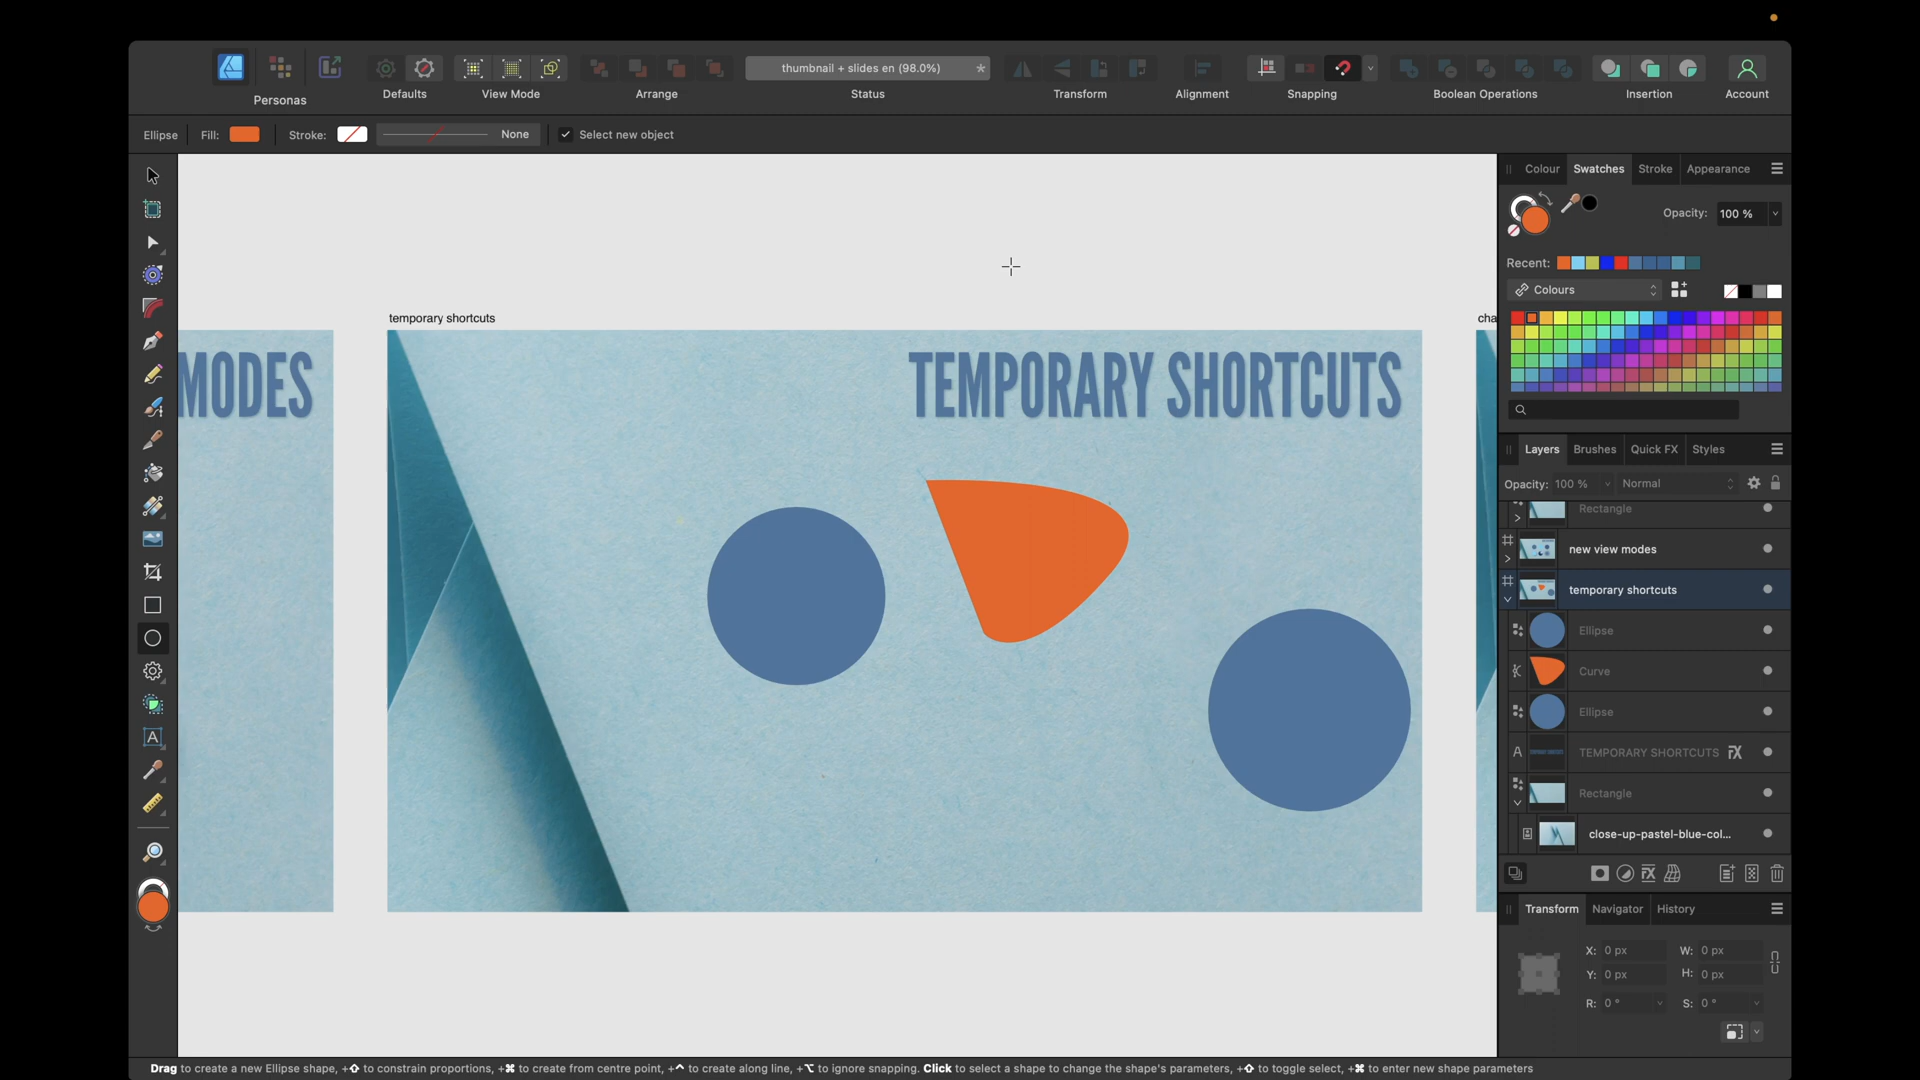 thumbnail + slides en (98.0%) *
Personas
Defaults
View Mode
Arrange
Status
Transform
Alignment
Snapping
Boolean Operations
Insertion
Account
Ellipse
Fill:
Stroke:
None
Select new object
Colour
Swatches
Stroke
Appearance
Opacity:
100 %
Recent:
Colours
temporary shortcuts
cha
MODES
TEMPORARY SHORTCUTS
Layers
Brushes
Quick FX
Styles
Opacity:
100 %
Normal
Rectangle
new view modes
temporary shortcuts
Ellipse
Curve
Ellipse
A
TEMPORARY SHORTCUTS
FX
Rectangle
close-up-pastel-blue-col...
A
Transform
Navigator
History
X: 0 px
W: 0 px
Y: 0 px
H: 0 px
R: 0 °
S: 0 °
Drag to create a new Ellipse shape, +⇧ to constrain proportions, +⌘ to create from centre point, +^ to create along line, +⌥ to ignore snapping. Click to select a shape to change the shape's parameters, +⇧ to toggle select, +⌘ to enter new shape parameters